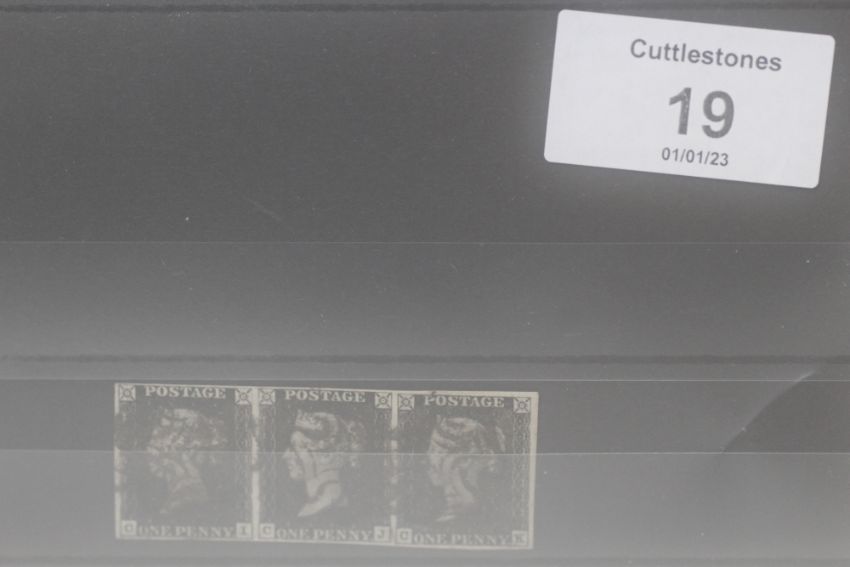 Cuttlestones
19
01/01/23
POSTAGE POSTAGE POSTAGE
ONE PENNY I C ONE PENNY J ONE PENNY K